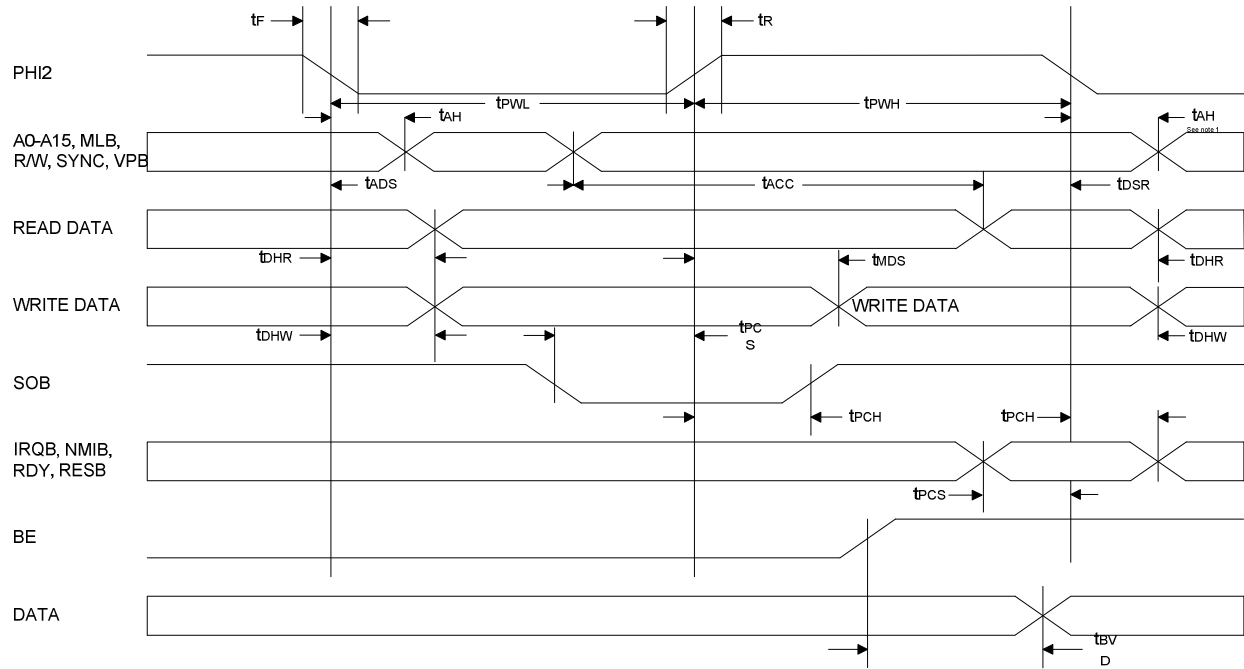 tF
tR
PHI2
tPWL
tPWH
tAH
tAH
See note 1
A0-A15, MLB,
R/W, SYNC, VPB
tADS
tACC
tDSR
READ DATA
tDHR
tMDS
tDHR
WRITE DATA
WRITE DATA
tDHW
tPC
S
tDHW
SOB
tPCH
tPCH
IRQB, NMIB,
RDY, RESB
tPCS
BE
DATA
tBV
D